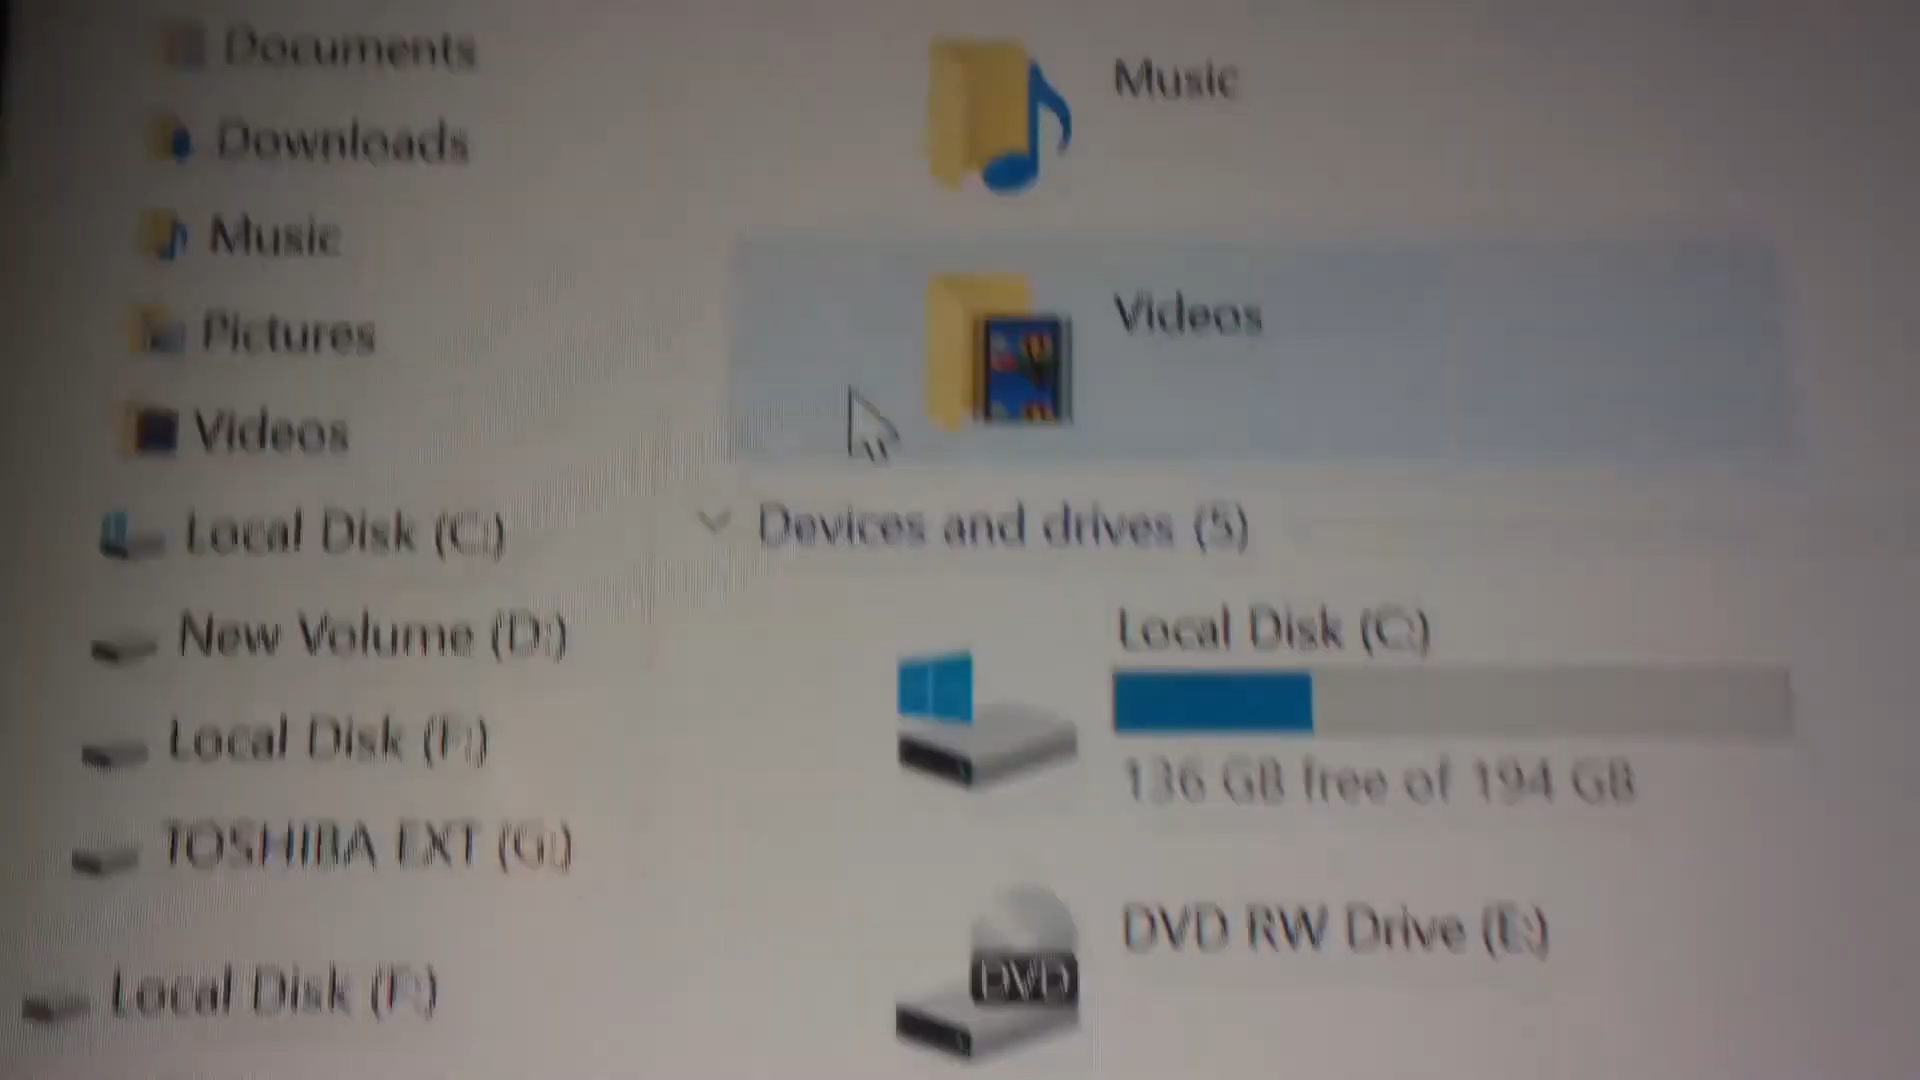 Documents
Downloads
Music
Pictures
Videos
Local Disk (C:)
New Volume (D:)
Local Disk (F:)
TOSHIBA EXT (G:)
Local Disk (F:)
Music
Videos
Devices and drives (5)
Local Disk (C:)
136 GB free of 194 GB
DVD RW Drive (E:)
DVD